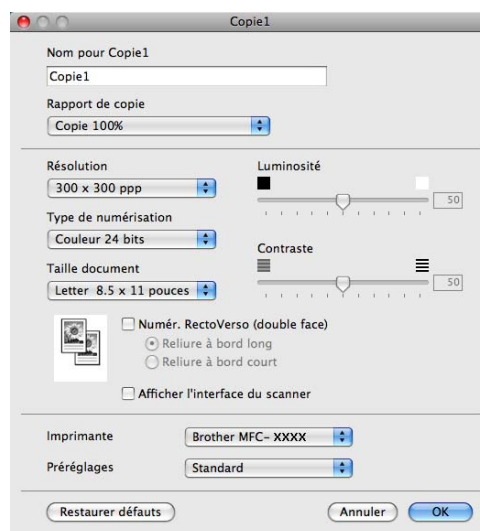 Copie1
Nom pour Copie1
Copie1
Rapport de copie
Copie 100%
Résolution
300 x 300 ppp
Type de numérisation
Couleur 24 bits
Taille document
Letter 8.5 x 11 pouces
Luminosité
50
Contraste
50
Numér. RectoVerso (double face)
Reliure à bord long
Reliure à bord court
Afficher l'interface du scanner
Imprimante
Brother MFC- XXXX
Préréglages
Standard
Restaurer défauts
Annuler
OK